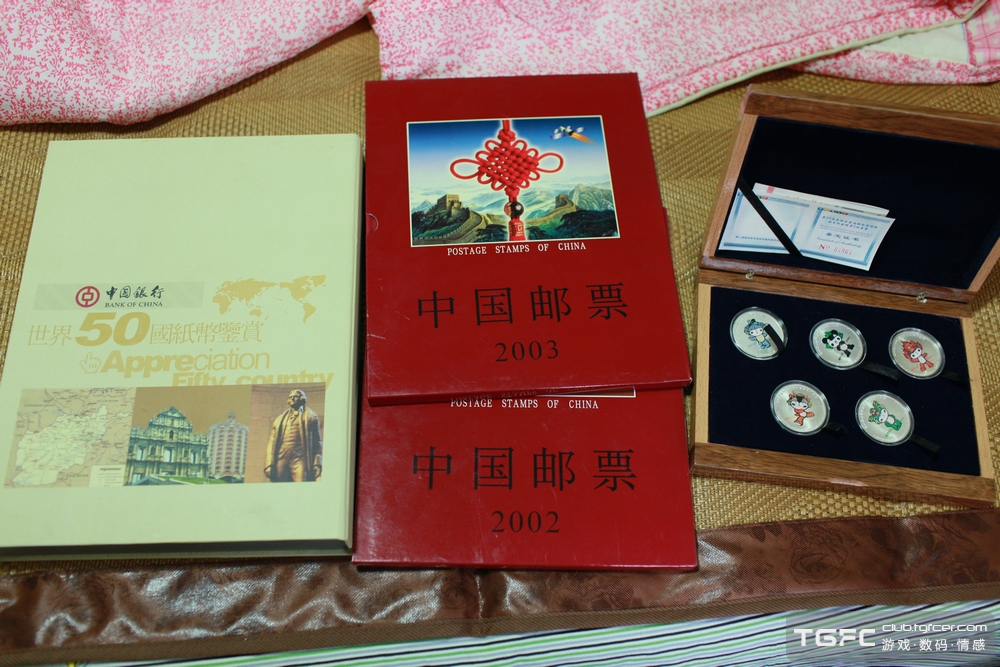 中国銀行
BANK OF CHINA
世界50國紙幣鑒賞
Appreciation
Fifty country
POSTAGE STAMPS OF CHINA
中国邮票
2003
POSTAGE STAMPS OF CHINA
中国邮票
2002
TGFC
club.tgfcer.com
游戏·数码·情感